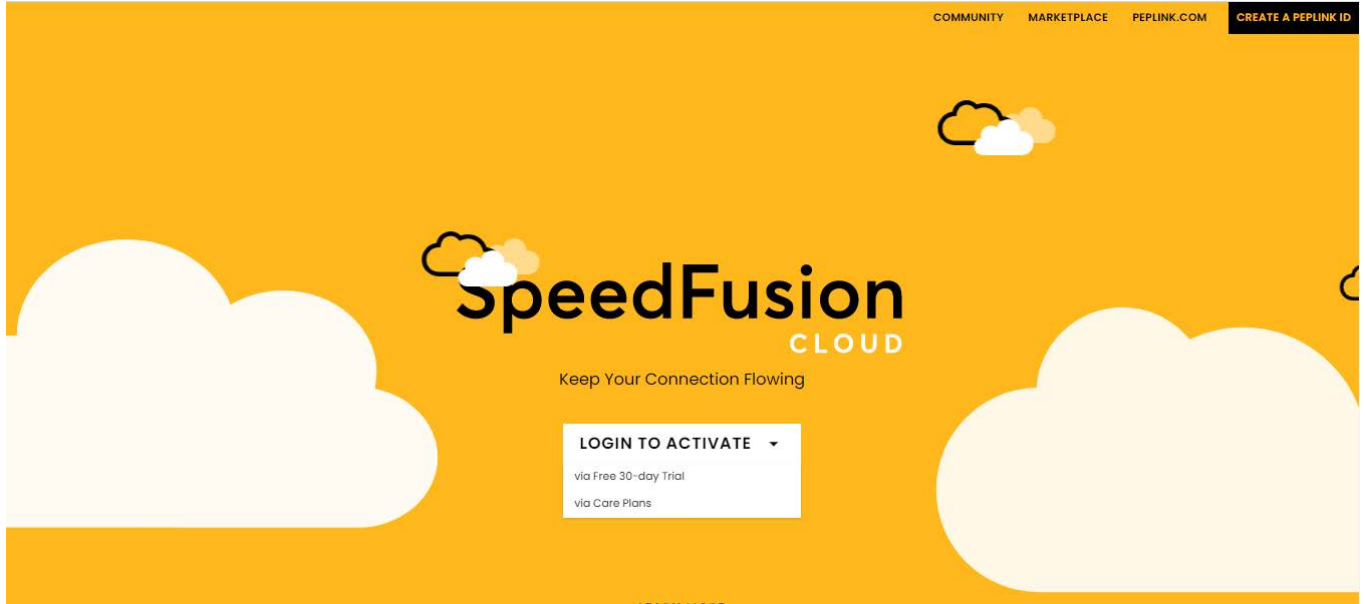 COMMUNITY MARKETPLACE PEPLINK.COM CREATE A PEPLINK ID
SpeedFusion
CLOUD
Keep Your Connection Flowing
LOGIN TO ACTIVATE
via Free 30-day Trial
via Care Plans